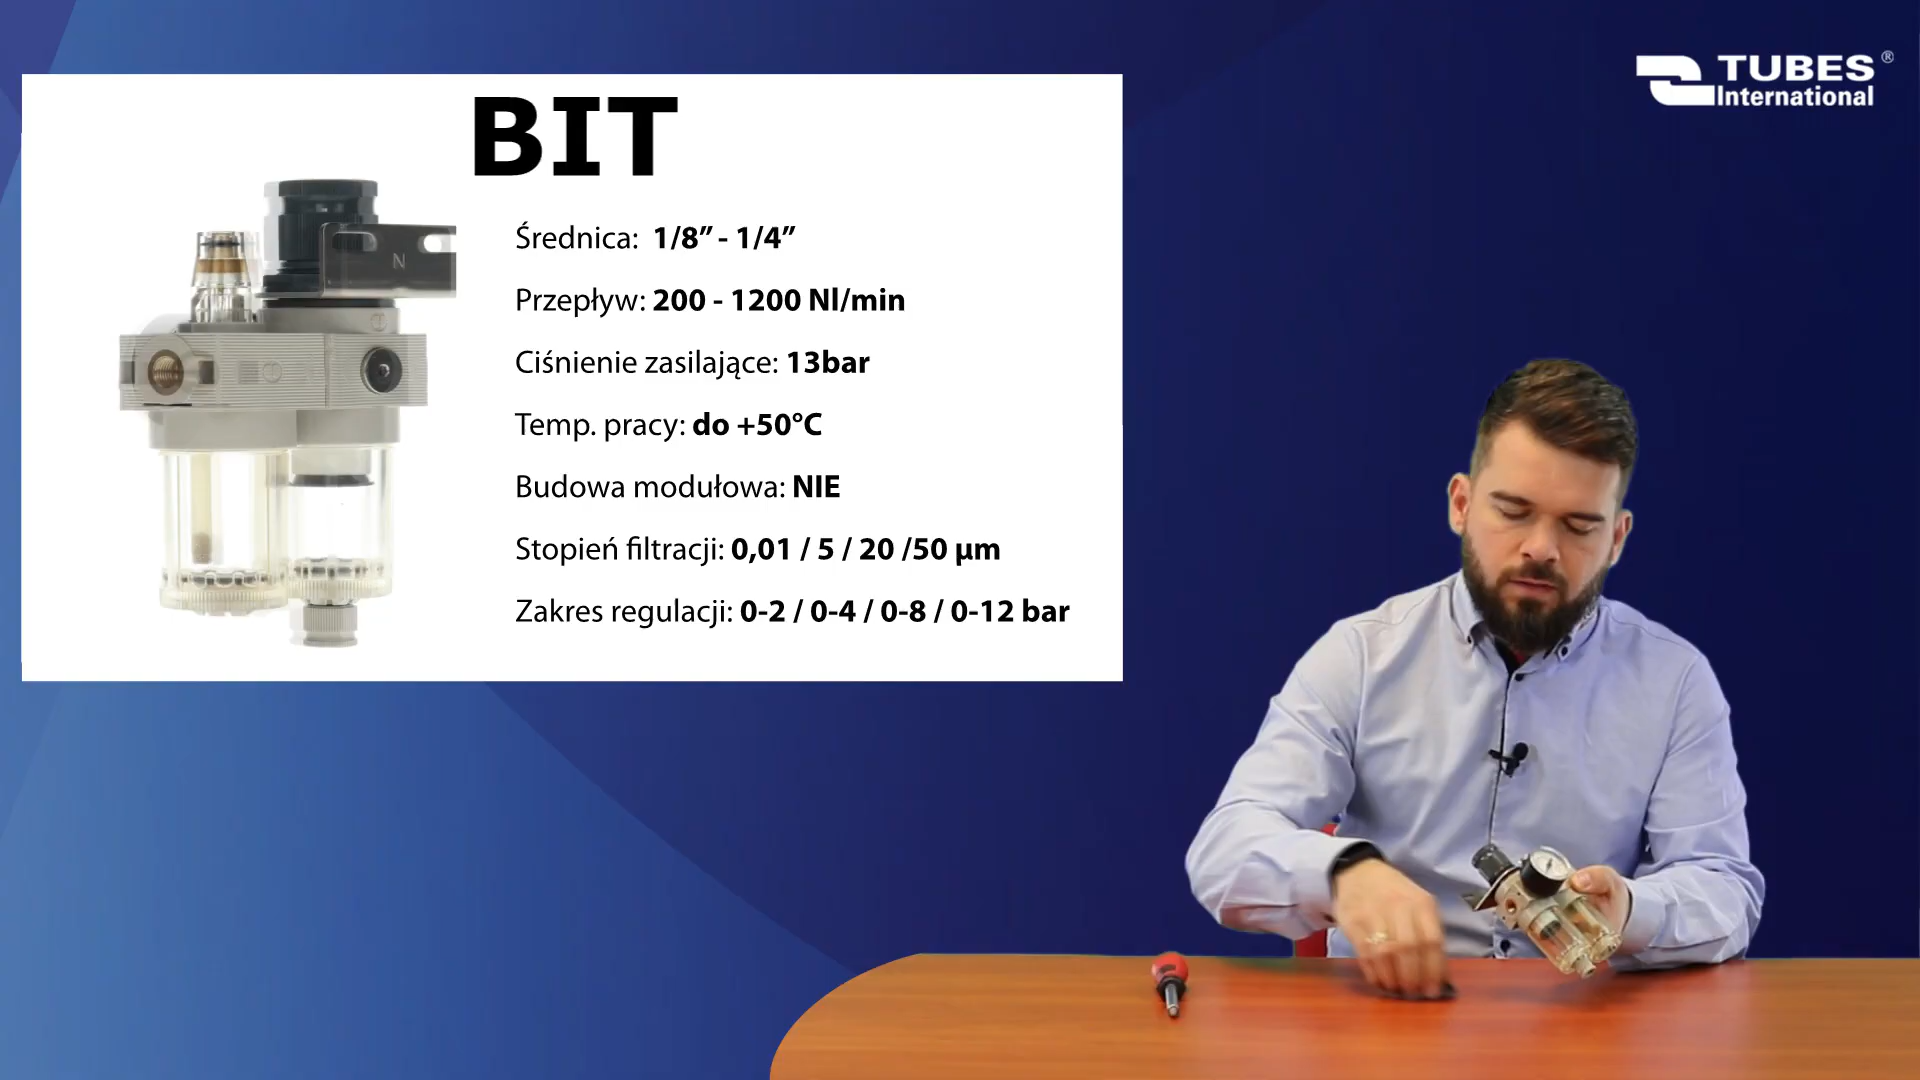 BIT
Średnica: 1/8” - 1/4”
Przepływ: 200 - 1200 Nl/min
Ciśnienie zasilające: 13bar
Temp. pracy: do +50°C
Budowa modułowa: NIE
Stopień filtracji: 0,01 / 5 / 20 /50 µm
Zakres regulacji: 0-2 / 0-4 / 0-8 / 0-12 bar
N
TUBES ®
International